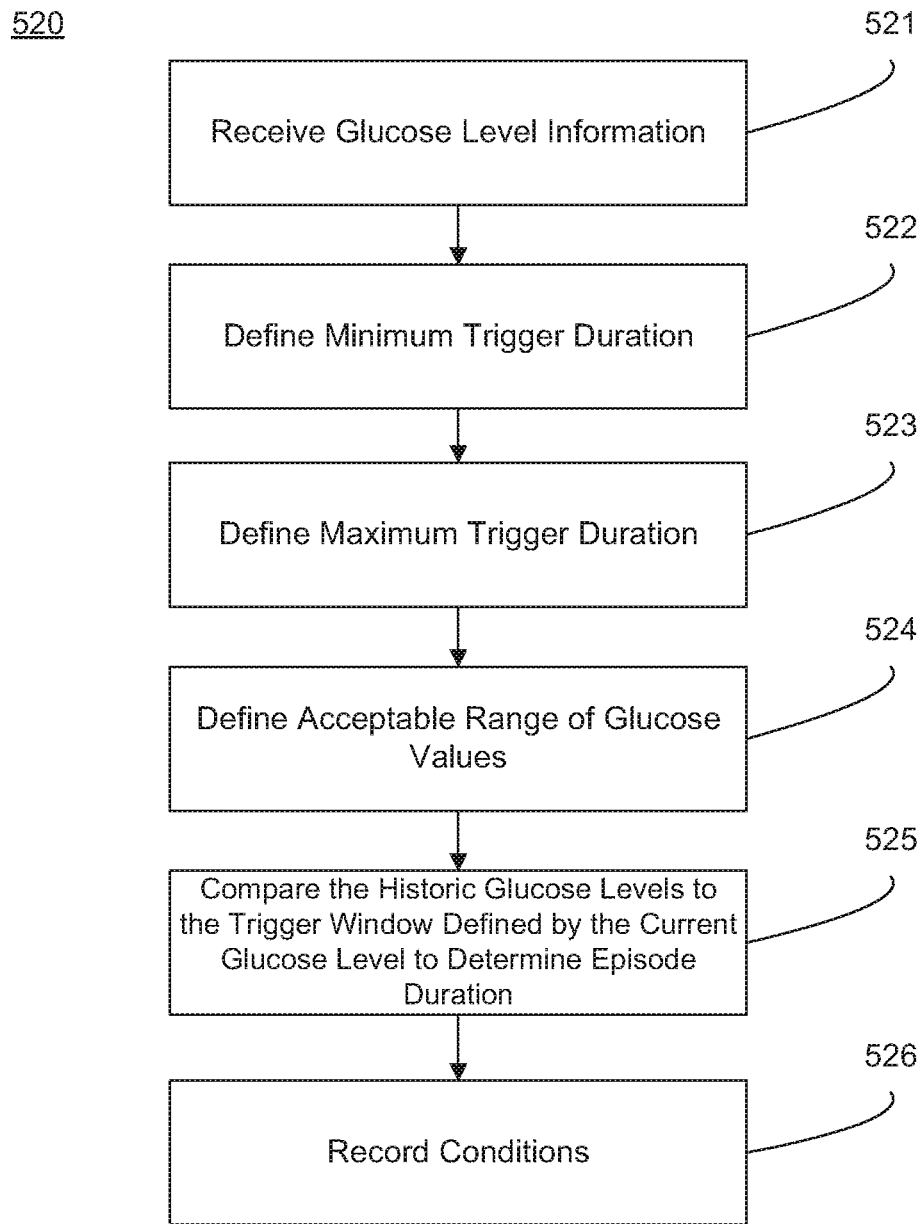 520
521
Receive Glucose Level Information
522
Define Minimum Trigger Duration
523
Define Maximum Trigger Duration
524
Define Acceptable Range of Glucose
Values
525
Compare the Historic Glucose Levels to
the Trigger Window Defined by the Current
Glucose Level to Determine Episode
Duration
526
Record Conditions